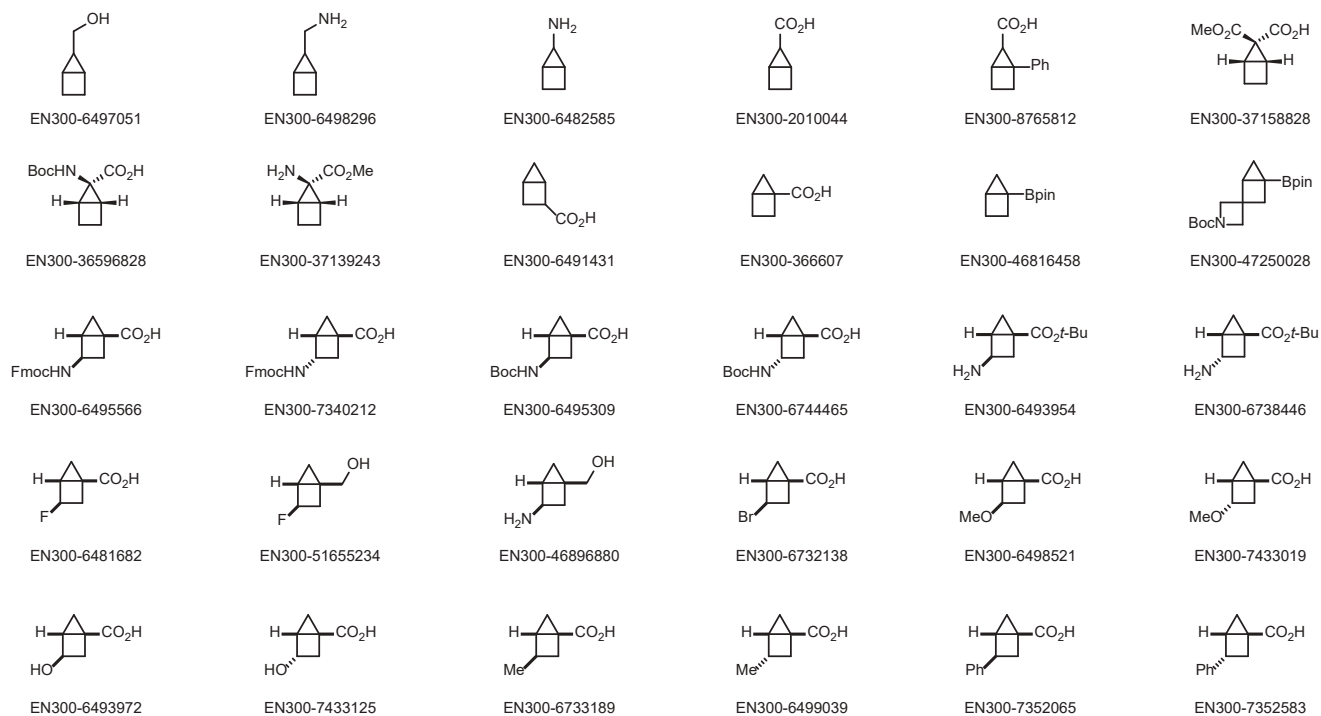 OH
NH2
NH2
CO2H
CO2H
Ph
MeO2C CO2H
H H
EN300-6497051 EN300-6498296 EN300-6482585 EN300-2010044 EN300-8765812 EN300-37158828
BocHN CO2H
H H
H2N CO2Me
H H
CO2H
CO2H
Bpin
Bpin
BocN
EN300-36596828 EN300-37139243 EN300-6491431 EN300-366607 EN300-46816458 EN300-47250028
H CO2H
FmocHN
H CO2H
FmocHN
H CO2H
BocHN
H CO2H
BocHN
H CO2t-Bu
H2N
H CO2t-Bu
H2N
EN300-6495566 EN300-7340212 EN300-6495309 EN300-6744465 EN300-6493954 EN300-6738446
H CO2H
F
OH
H
F
OH
H
H2N
H CO2H
Br
H CO2H
MeO
H CO2H
MeO
EN300-6481682 EN300-51655234 EN300-46896880 EN300-6732138 EN300-6498521 EN300-7433019
H CO2H
HO
H CO2H
HO
H CO2H
Me
H CO2H
Me
H CO2H
Ph
H CO2H
Ph
EN300-6493972 EN300-7433125 EN300-6733189 EN300-6499039 EN300-7352065 EN300-7352583